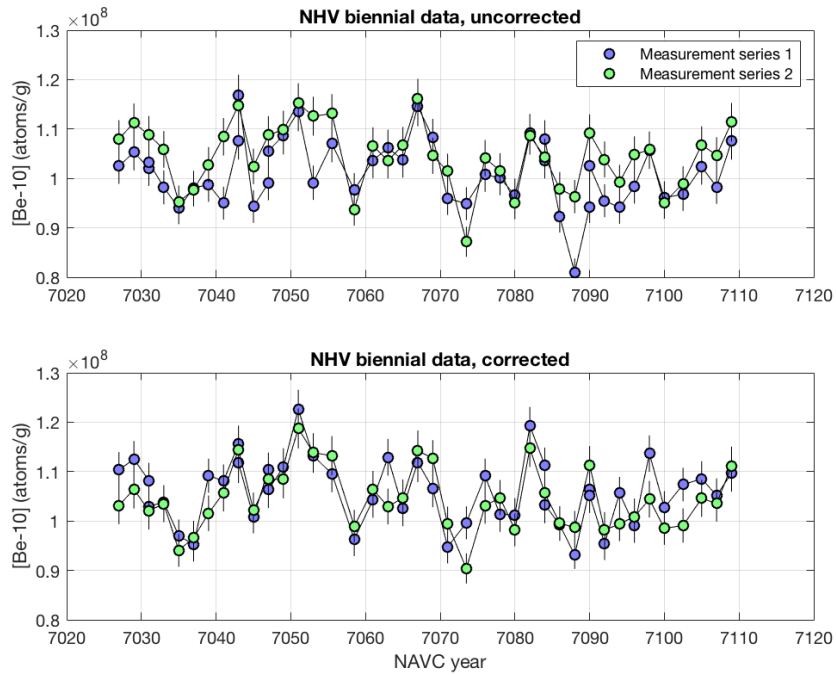 NHV biennial data, uncorrected
×10⁸
1.3
1.2
1.1
1
0.9
0.8
[Be-10] (atoms/g)
Measurement series 1
Measurement series 2
7020 7030 7040 7050 7060 7070 7080 7090 7100 7110 7120
NHV biennial data, corrected
×10⁸
1.3
1.2
1.1
1
0.9
0.8
[Be-10] (atoms/g)
7020 7030 7040 7050 7060 7070 7080 7090 7100 7110 7120
NAVC year